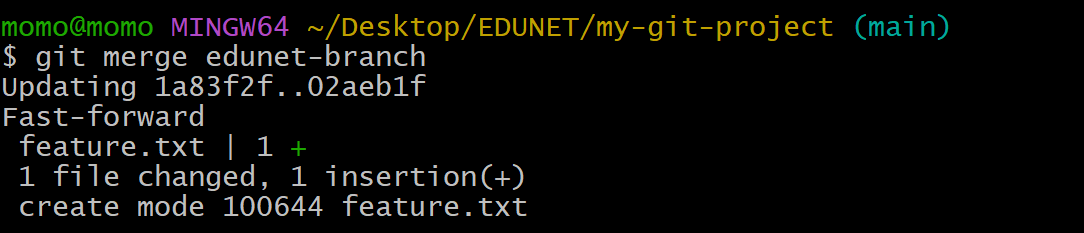 momo@momo MINGW64 ~/Desktop/EDUNET/my-git-project (main)
$ git merge edunet-branch
Updating 1a83f2f..02aeb1f
Fast-forward
 feature.txt | 1 +
 1 file changed, 1 insertion(+)
 create mode 100644 feature.txt